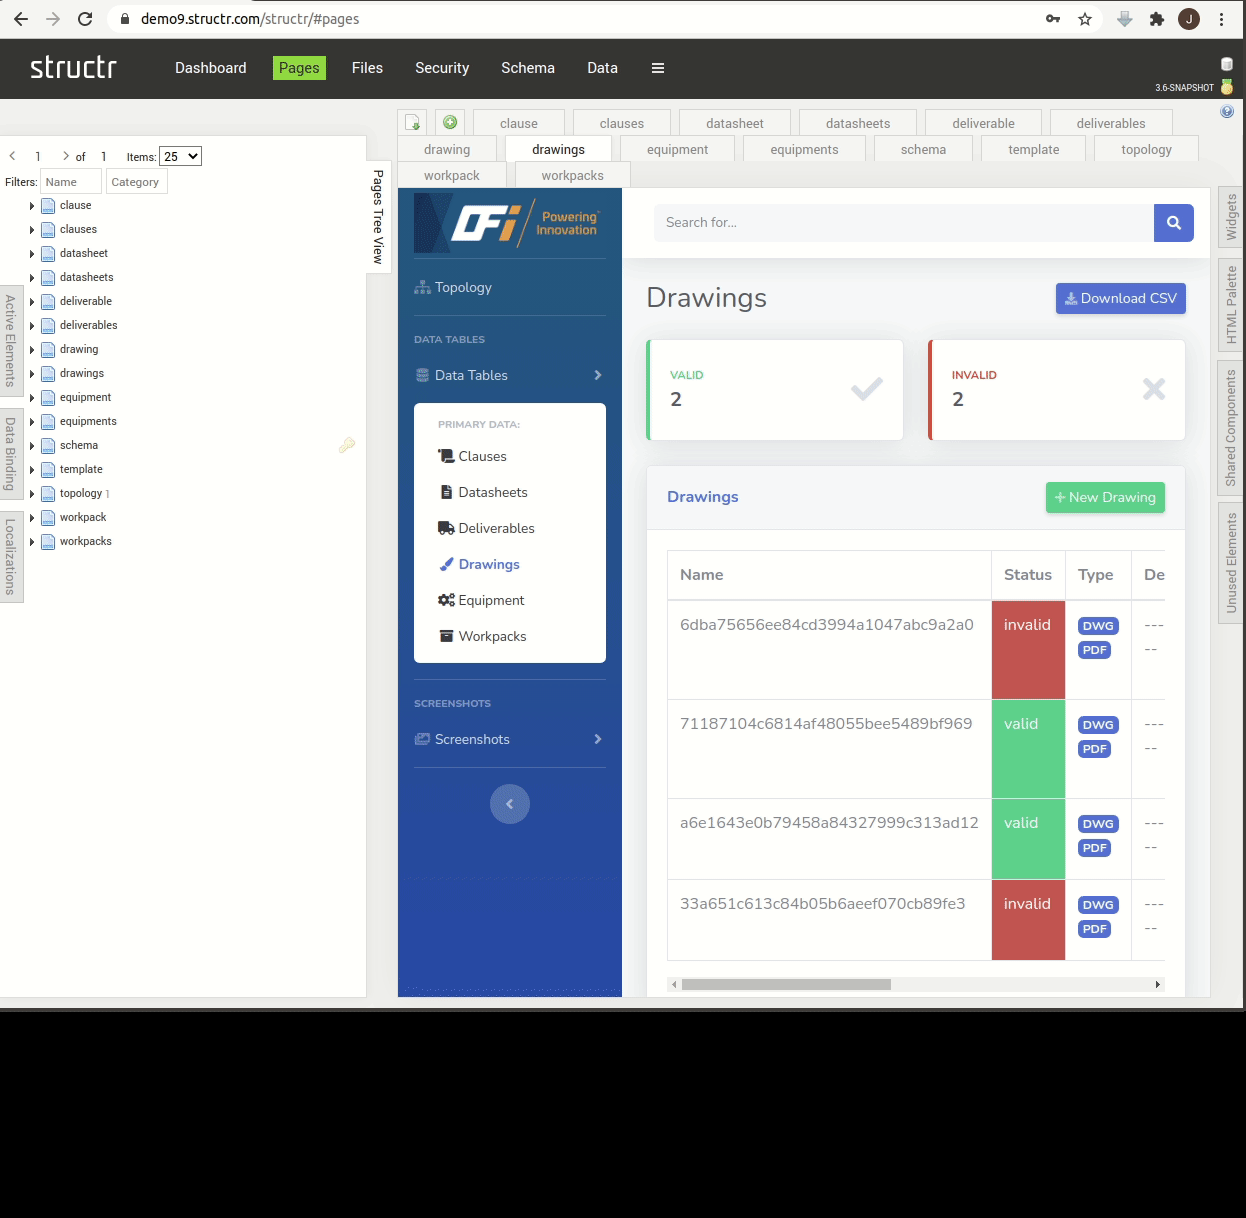 demo9.structr.com/structr/#pages
J
structr
Dashboard
Pages
Files
Security
Schema
Data
3.6-SNAPSHOT
clause
clauses
datasheet
datasheets
deliverable
deliverables
drawing
drawings
equipment
equipments
schema
template
topology
workpack
workpacks
1 of 1 Items: 25
Filters: Name Category
clause
clauses
datasheet
datasheets
deliverable
deliverables
drawing
drawings
equipment
equipments
schema
template
topology 1
workpack
workpacks
Active Elements
Data Binding
Localizations
Pages Tree View
OFi Powering
Innovation
Topology
DATA TABLES
Data Tables
PRIMARY DATA:
Clauses
Datasheets
Deliverables
Drawings
Equipment
Workpacks
SCREENSHOTS
Screenshots
Search for...
Drawings
Download CSV
VALID
2
INVALID
2
Drawings
New Drawing
Name Status Type De
6dba75656ee84cd3994a1047abc9a2a0 invalid DWG ---
PDF --
71187104c6814af48055bee5489bf969 valid DWG ---
PDF --
a6e1643e0b79458a84327999c313ad12 valid DWG ---
PDF --
33a651c613c84b05b6aeef070cb89fe3 invalid DWG ---
PDF --
Widgets
HTML Palette
Shared Components
Unused Elements